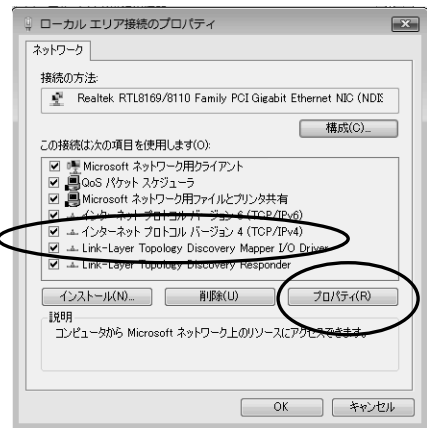 ローカル エリア接続のプロパティ
ネットワーク
接続の方法:
Realtek RTL8169/8110 Family PCI Gigabit Ethernet NIC (NDIS
構成(C)...
この接続は次の項目を使用します(O):
Microsoft ネットワーク用クライアント
QoS パケット スケジューラ
Microsoft ネットワーク用ファイルとプリンタ共有
インターネット プロトコル バージョン 6 (TCP/IPv6)
インターネット プロトコル バージョン 4 (TCP/IPv4)
Link-Layer Topology Discovery Mapper I/O Driver
Link-Layer Topology Discovery Responder
インストール(N)... 削除(U) プロパティ(R)
説明
コンピュータから Microsoft ネットワーク上のリソースにアクセスできます。
OK キャンセル